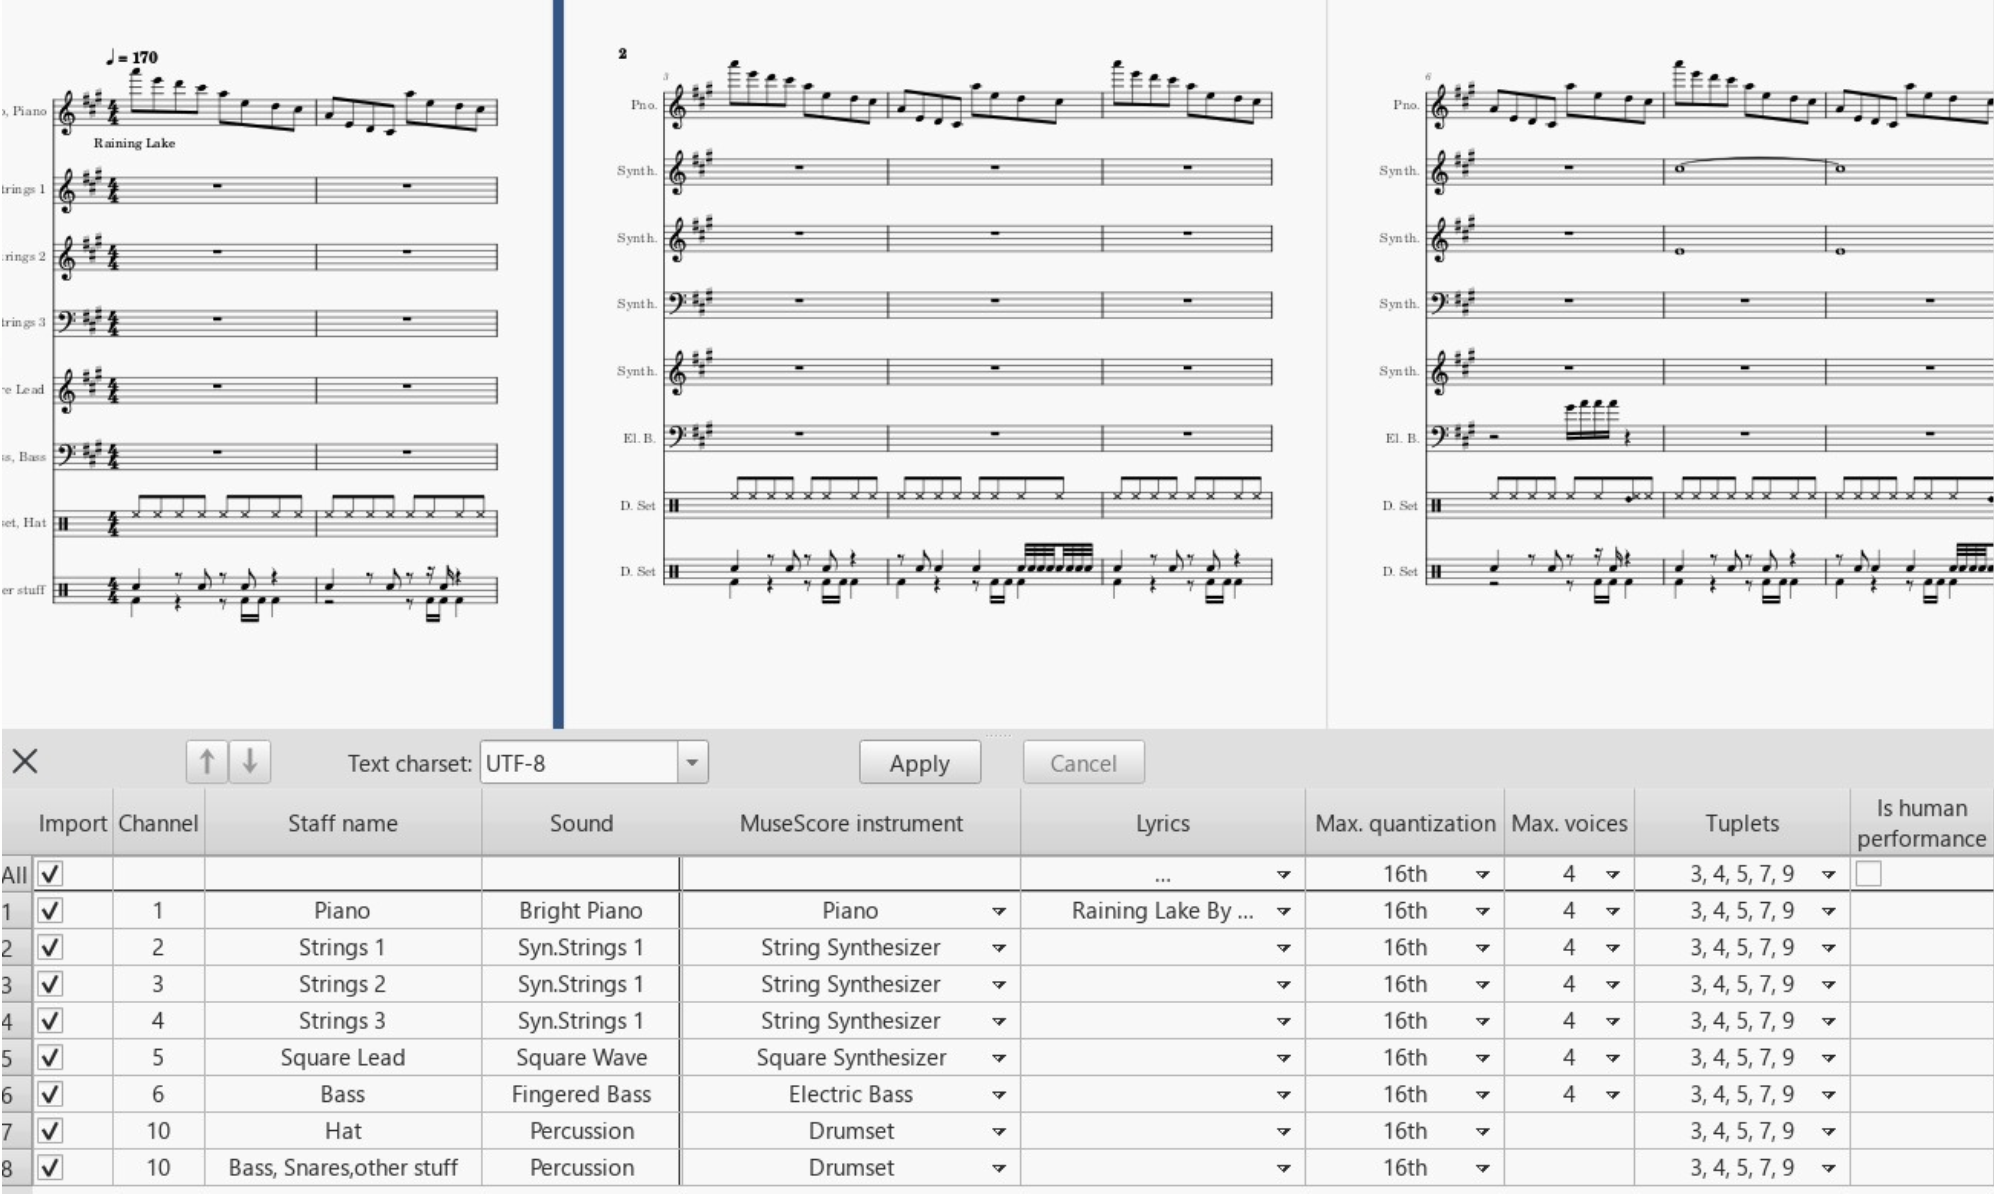 ♩ = 170
, Piano
Raining Lake
trings 1
rings 2
trings 3
e Lead
ss, Bass
set, Hat
er stuff
2
3
Pno.
Synth.
Synth.
Synth.
Synth.
El. B.
D. Set
D. Set
6
Pno.
Synth.
Synth.
Synth.
Synth.
El. B.
D. Set
D. Set
Text charset: UTF-8 Apply Cancel
Import Channel Staff name Sound MuseScore instrument Lyrics Max. quantization Max. voices Tuplets Is human performance
All ... 16th 4 3, 4, 5, 7, 9
1 1 Piano Bright Piano Piano Raining Lake By ... 16th 4 3, 4, 5, 7, 9
2 2 Strings 1 Syn.Strings 1 String Synthesizer 16th 4 3, 4, 5, 7, 9
3 3 Strings 2 Syn.Strings 1 String Synthesizer 16th 4 3, 4, 5, 7, 9
4 4 Strings 3 Syn.Strings 1 String Synthesizer 16th 4 3, 4, 5, 7, 9
5 5 Square Lead Square Wave Square Synthesizer 16th 4 3, 4, 5, 7, 9
6 6 Bass Fingered Bass Electric Bass 16th 4 3, 4, 5, 7, 9
7 10 Hat Percussion Drumset 16th 3, 4, 5, 7, 9
8 10 Bass, Snares,other stuff Percussion Drumset 16th 3, 4, 5, 7, 9